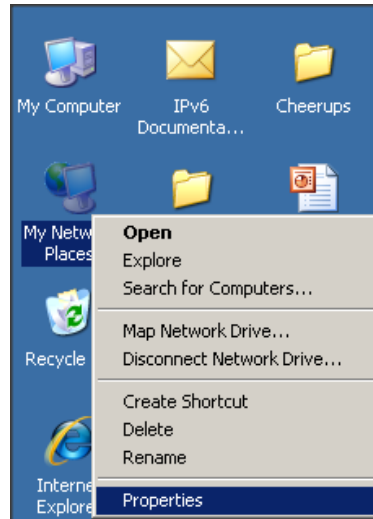 My Computer
IPv6
Documenta...
Cheerups
My Netw
Places
Open
Explore
Search for Computers...
Map Network Drive...
Disconnect Network Drive...
Recycle
Create Shortcut
Delete
Rename
Interne
Explore
Properties